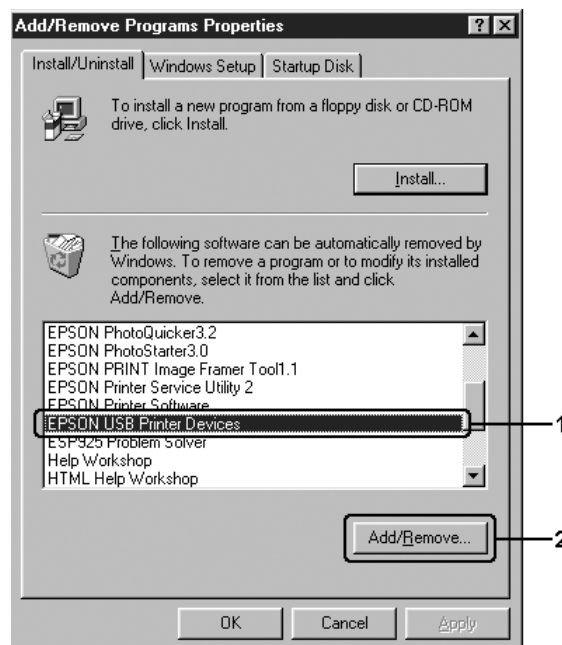 Add/Remove Programs Properties
? X
Install/Uninstall
Windows Setup
Startup Disk
To install a new program from a floppy disk or CD-ROM
drive, click Install.
Install...
The following software can be automatically removed by
Windows. To remove a program or to modify its installed
components, select it from the list and click
Add/Remove.
EPSON PhotoQuicker3.2
EPSON PhotoStarter3.0
EPSON PRINT Image Framer Tool1.1
EPSON Printer Service Utility 2
EPSON Printer Software
EPSON USB Printer Devices
1
ESP925 Problem Solver
Help Workshop
HTML Help Workshop
Add/Remove...
2
OK
Cancel
Apply